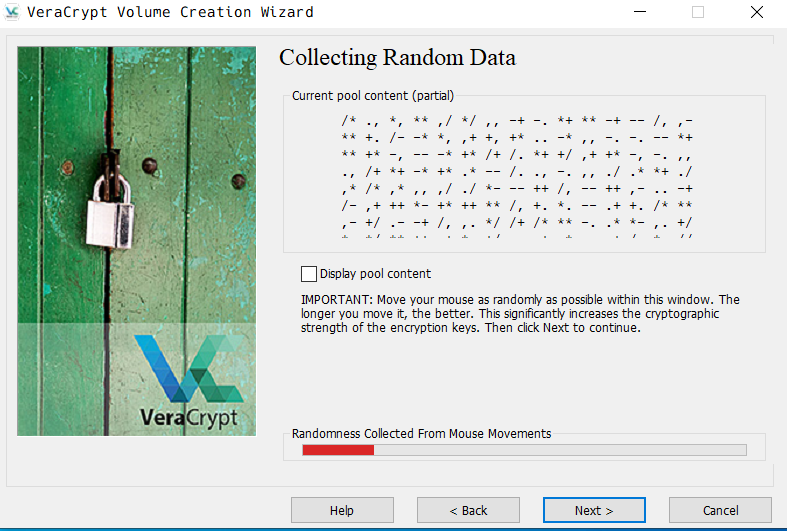 VeraCrypt Volume Creation Wizard
Collecting Random Data
Current pool content (partial)
/* ., *, ** ,/ */ ,, -+ -. *+ ** -+ -- /, ,-
** +. /- -* *, ,+ +, +* .. -* ,, -. -. -- *+
** +* -, -- -* +* /+ /. *+ +/ ,+ +* -, -. ,,
., /+ *+ -* +* .* -- /. ., -. ,, ./ .* *+ ./
,* /* ,* ,, ,/ ./ *- -- ++ /, -- ++ ,- .. -+
/- ,+ ++ *- +* ++ ** /, +. *. -- .+ +. /* **
,- +/ .- -+ /, ,. */ /+ /* ** -. .* *- ,. +/
Display pool content
IMPORTANT: Move your mouse as randomly as possible within this window. The
longer you move it, the better. This significantly increases the cryptographic
strength of the encryption keys. Then click Next to continue.
VeraCrypt
Randomness Collected From Mouse Movements
Help
< Back
Next >
Cancel